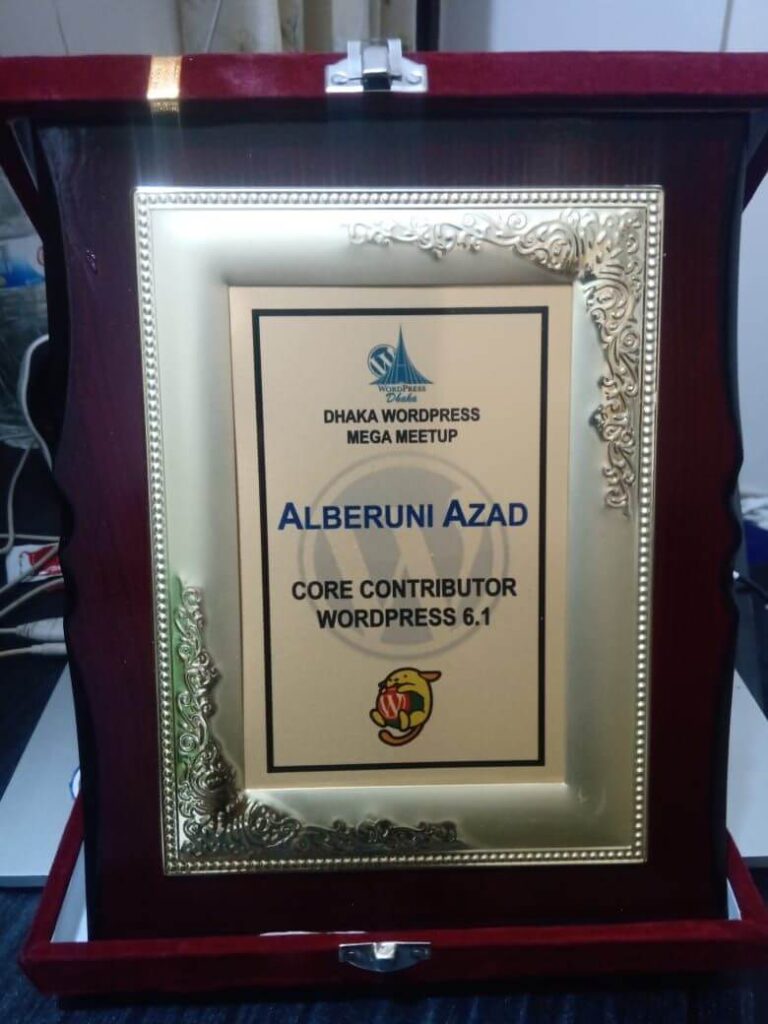 WORDPRESS
Dhaka
DHAKA WORDPRESS
MEGA MEETUP
ALBERUNI AZAD
CORE CONTRIBUTOR
WORDPRESS 6.1